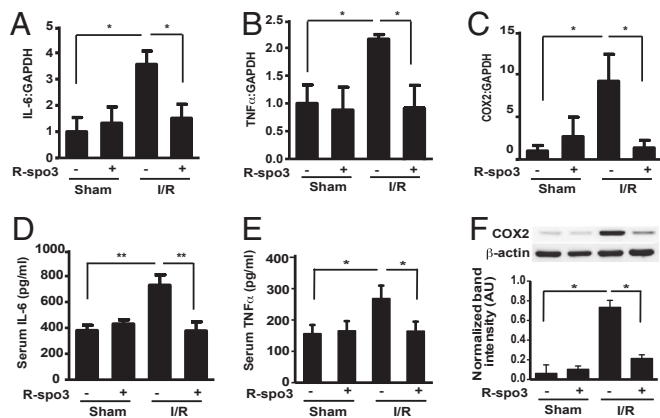 A
IL-6:GAPDH
5
4
3
2
1
0
*
*
R-spo3
-
+
-
+
Sham
I/R
B
TNFα:GAPDH
2.5
2.0
1.5
1.0
0.5
0.0
*
*
-
+
-
+
Sham
I/R
C
COX2:GAPDH
15
10
5
0
*
*
-
+
-
+
Sham
I/R
D
Serum IL-6 (pg/ml)
1000
800
600
400
200
0
**
**
R-spo3
-
+
-
+
Sham
I/R
E
Serum TNFα (pg/ml)
400
300
200
100
0
*
*
-
+
-
+
Sham
I/R
F
COX2
β-actin
Normalized band
intensity (AU)
1.0
0.8
0.6
0.4
0.2
0.0
*
*
R-spo3
-
+
-
+
Sham
I/R